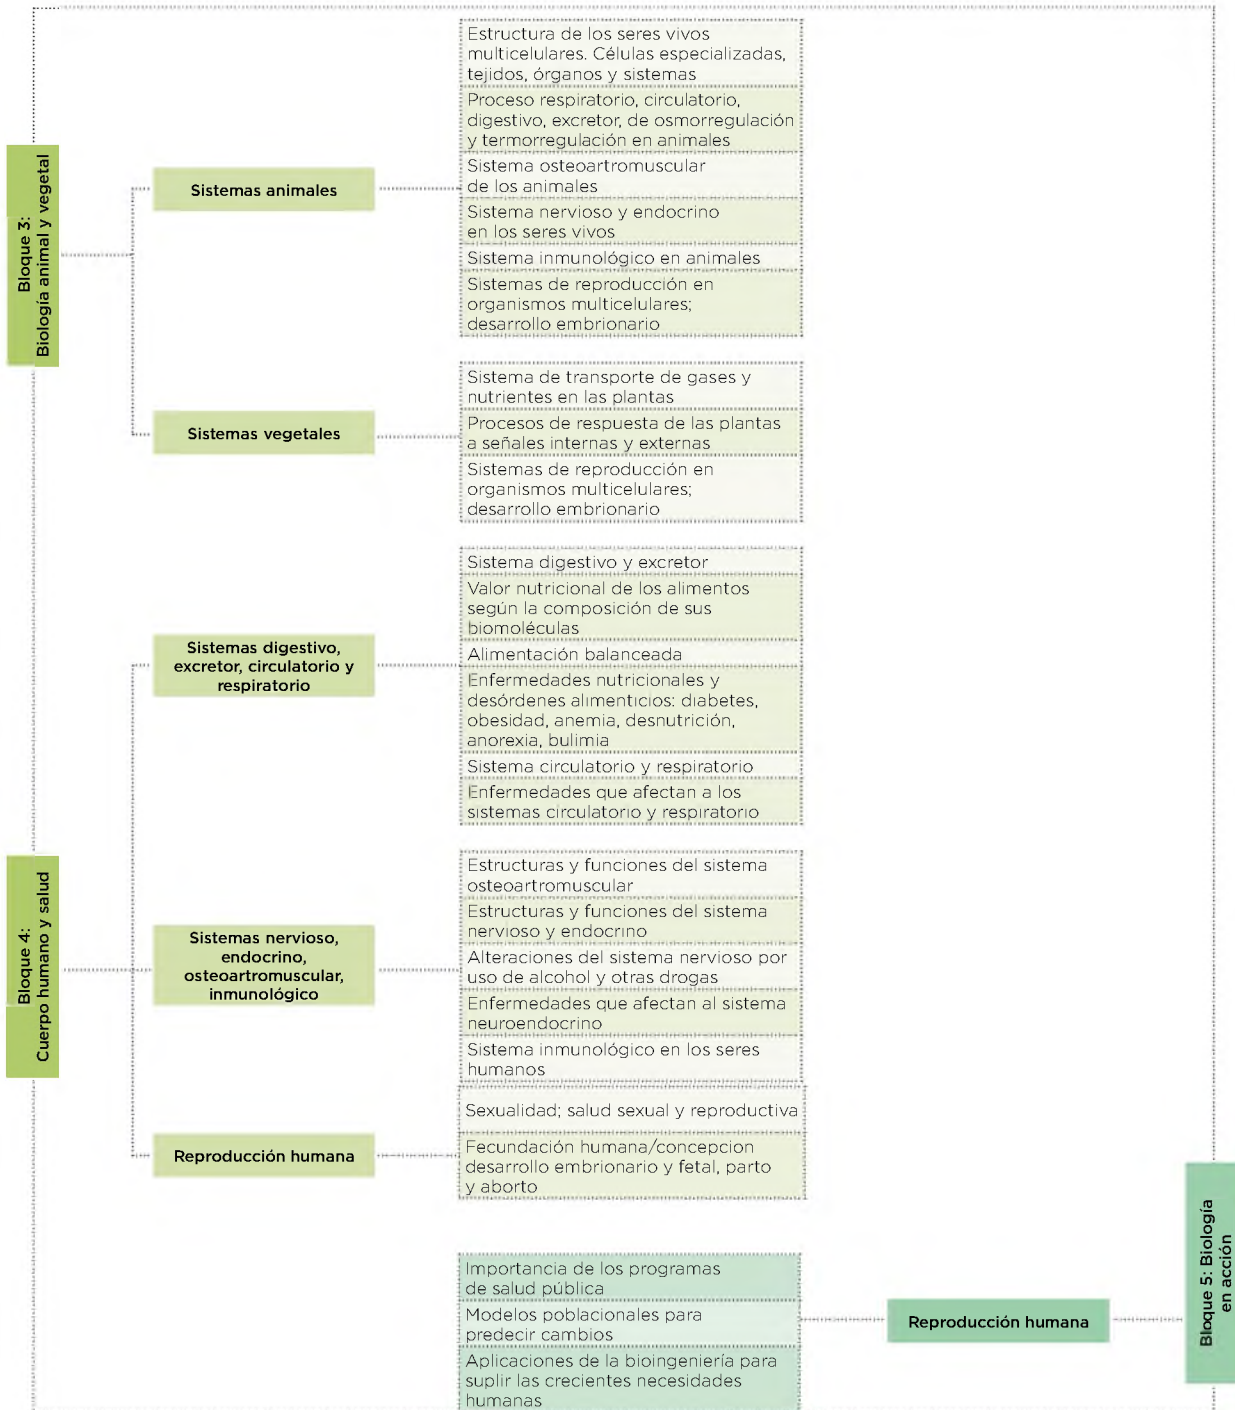 Bloque 3:
Biología animal y vegetal
Sistemas animales
Estructura de los seres vivos
multicelulares. Células especializadas,
tejidos, órganos y sistemas
Proceso respiratorio, circulatorio,
digestivo, excretor, de osmorregulación
y termorregulación en animales
Sistema osteoartromuscular
de los animales
Sistema nervioso y endocrino
en los seres vivos
Sistema inmunológico en animales
Sistemas de reproducción en
organismos multicelulares;
desarrollo embrionario
Sistemas vegetales
Sistema de transporte de gases y
nutrientes en las plantas
Procesos de respuesta de las plantas
a señales internas y externas
Sistemas de reproducción en
organismos multicelulares;
desarrollo embrionario
Bloque 4:
Cuerpo humano y salud
Sistemas digestivo,
excretor, circulatorio y
respiratorio
Sistema digestivo y excretor
Valor nutricional de los alimentos
según la composición de sus
biomoléculas
Alimentación balanceada
Enfermedades nutricionales y
desórdenes alimenticios: diabetes,
obesidad, anemia, desnutrición,
anorexia, bulimia
Sistema circulatorio y respiratorio
Enfermedades que afectan a los
sistemas circulatorio y respiratorio
Sistemas nervioso,
endocrino,
osteoartromuscular,
inmunológico
Estructuras y funciones del sistema
osteoartromuscular
Estructuras y funciones del sistema
nervioso y endocrino
Alteraciones del sistema nervioso por
uso de alcohol y otras drogas
Enfermedades que afectan al sistema
neuroendocrino
Sistema inmunológico en los seres
humanos
Reproducción humana
Sexualidad; salud sexual y reproductiva
Fecundación humana/concepcion
desarrollo embrionario y fetal, parto
y aborto
Importancia de los programas
de salud pública
Modelos poblacionales para
predecir cambios
Aplicaciones de la bioingeniería para
suplir las crecientes necesidades
humanas
Reproducción humana
Bloque 5: Biología
en acción